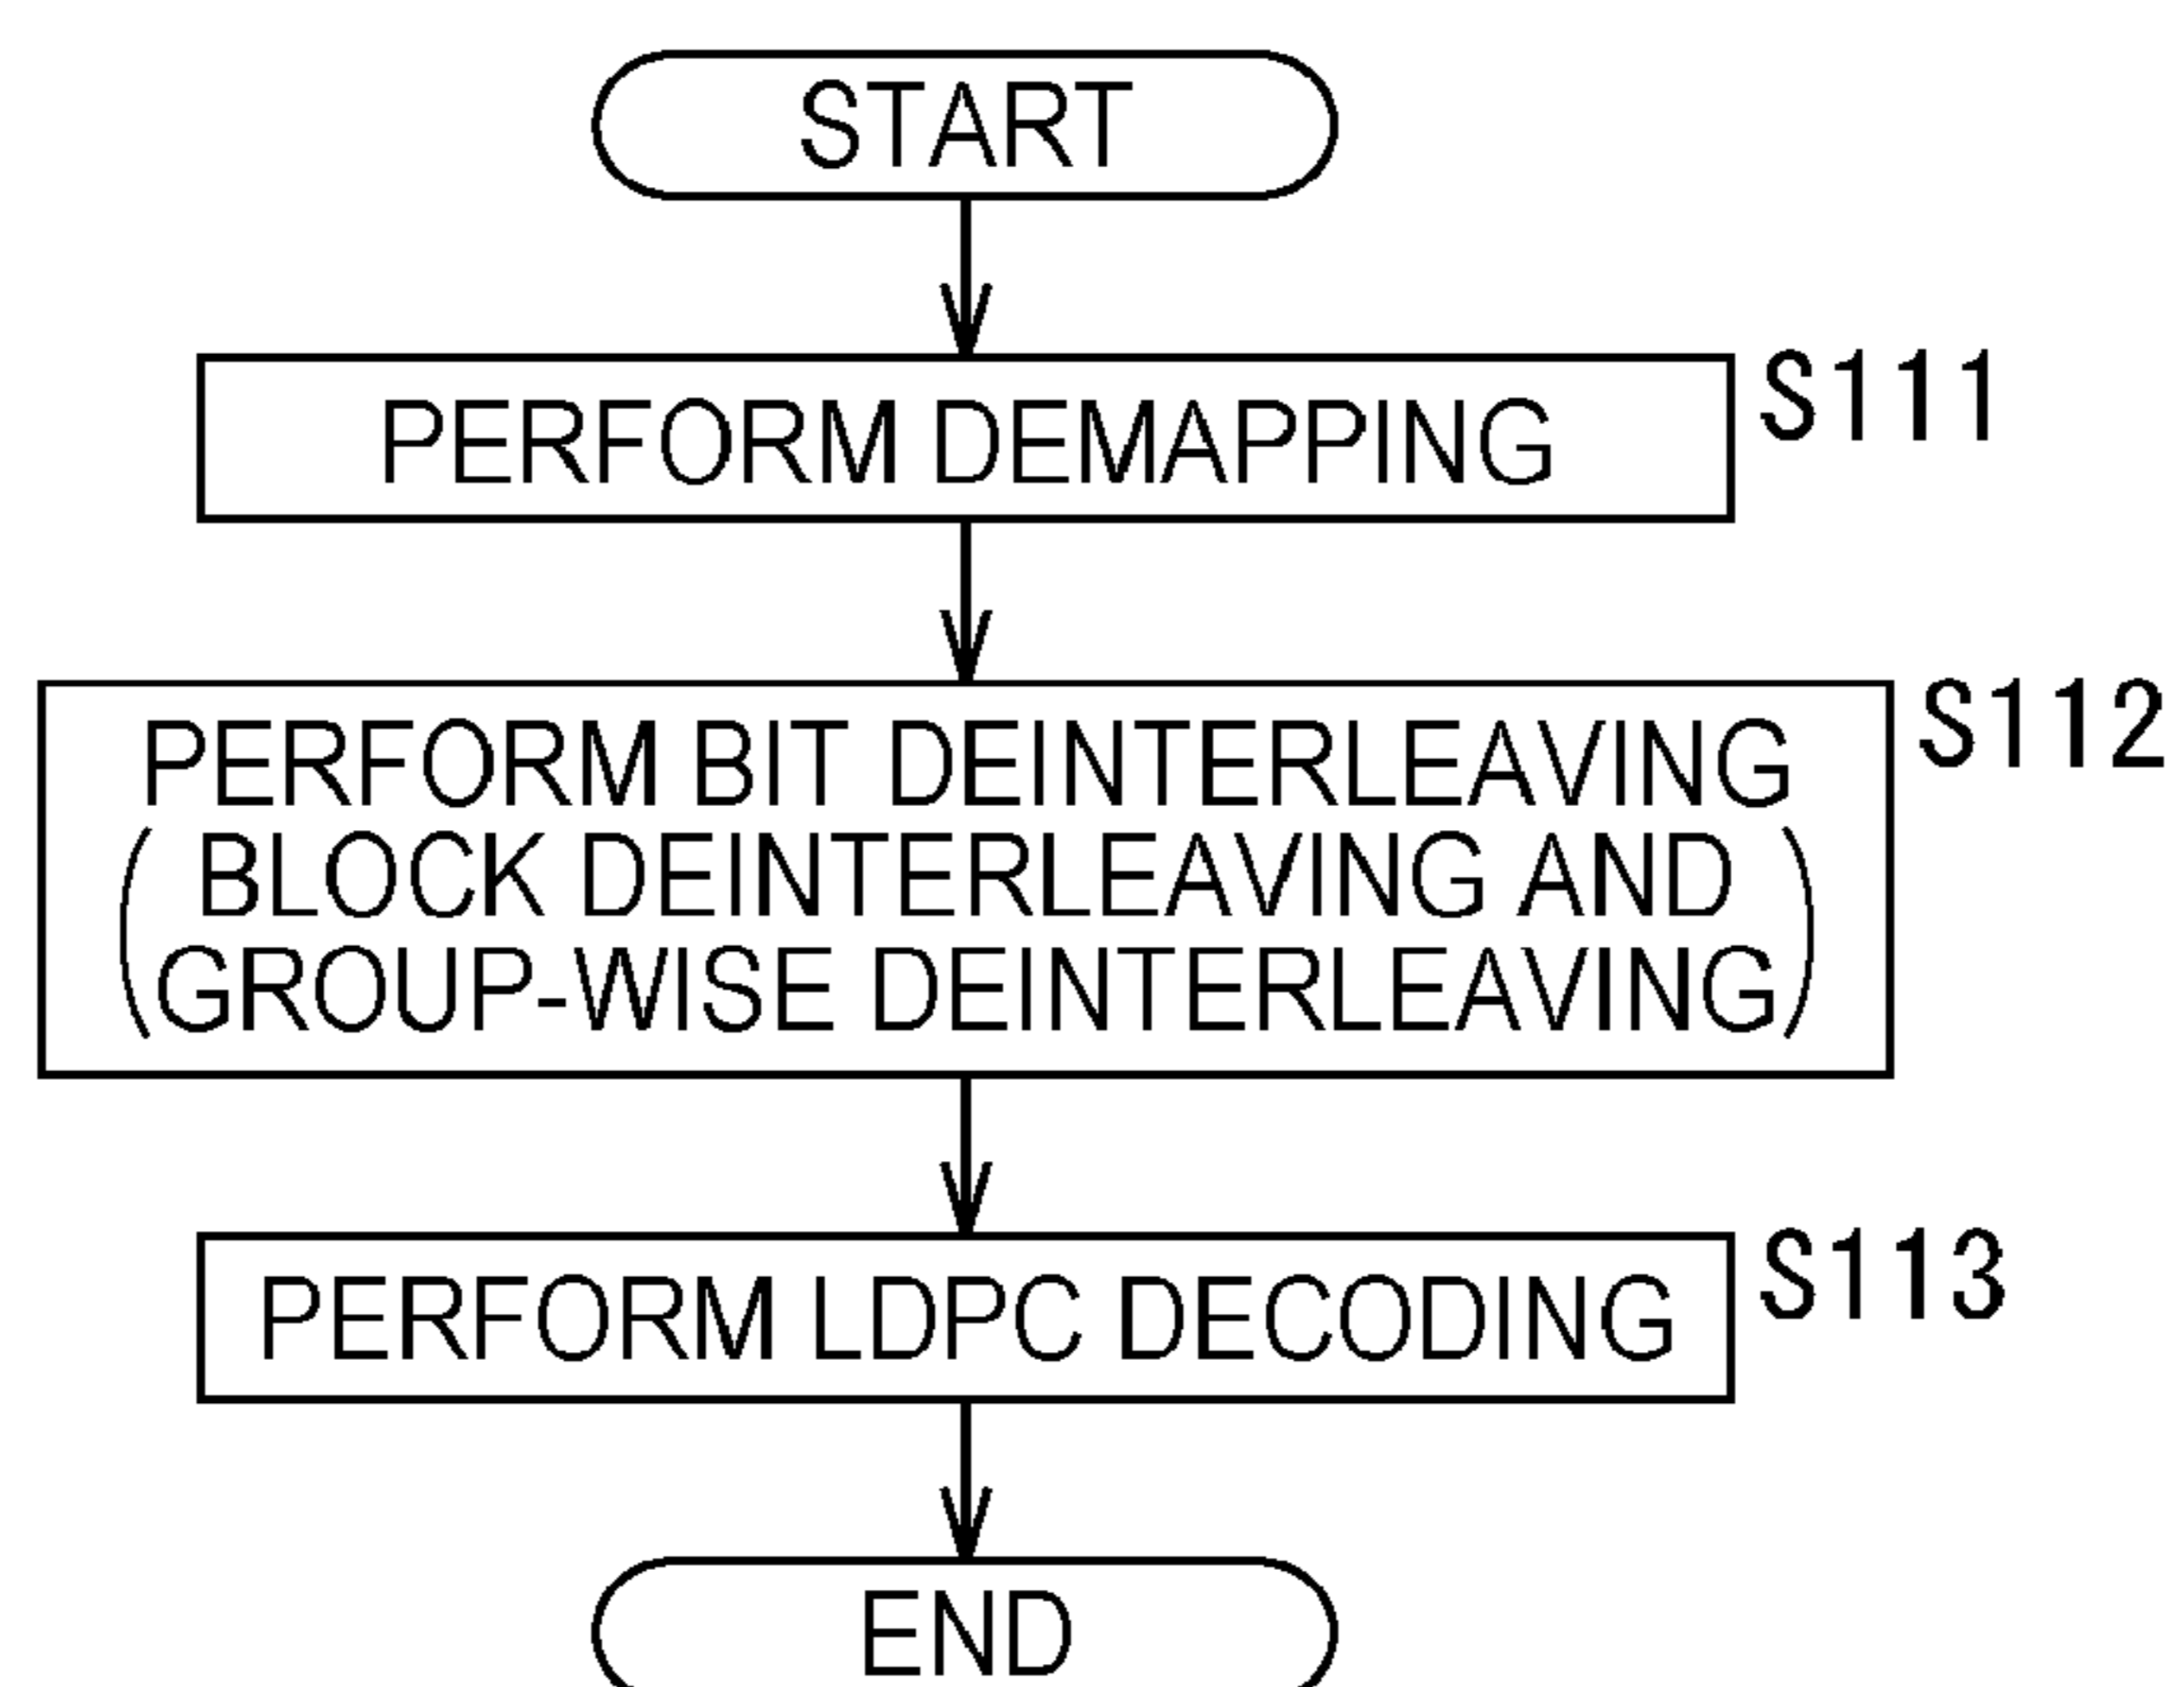 START
PERFORM DEMAPPING
S111
PERFORM BIT DEINTERLEAVING
S112
(BLOCK DEINTERLEAVING AND
GROUP-WISE DEINTERLEAVING)
PERFORM LDPC DECODING
S113
END